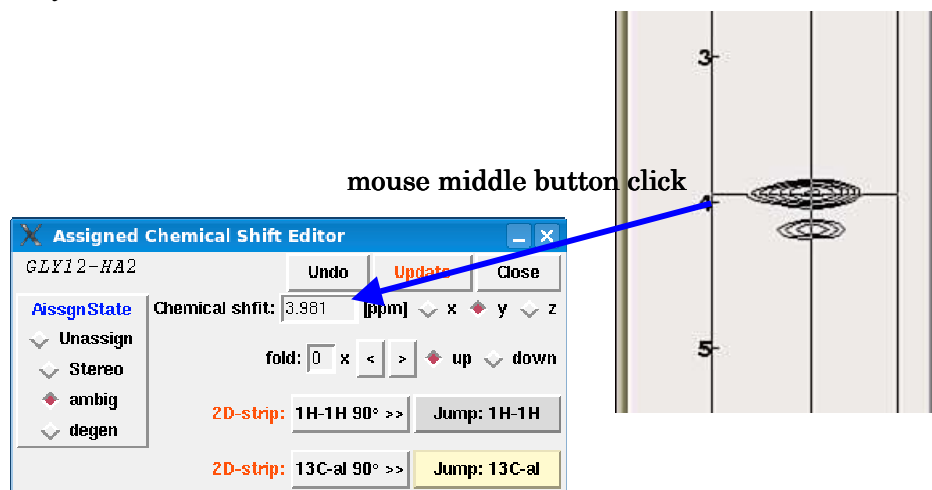 3
mouse middle button click
4
Assigned Chemical Shift Editor
GLY12-HA2
Undo Update Close
AissgnState Chemical shfit: 3.981 [ppm] x y z
Unassign
fold: 0 x < > up down
Stereo
5
ambig
2D-strip: 1H-1H 90° >> Jump: 1H-1H
degen
2D-strip: 13C-al 90° >> Jump: 13C-al